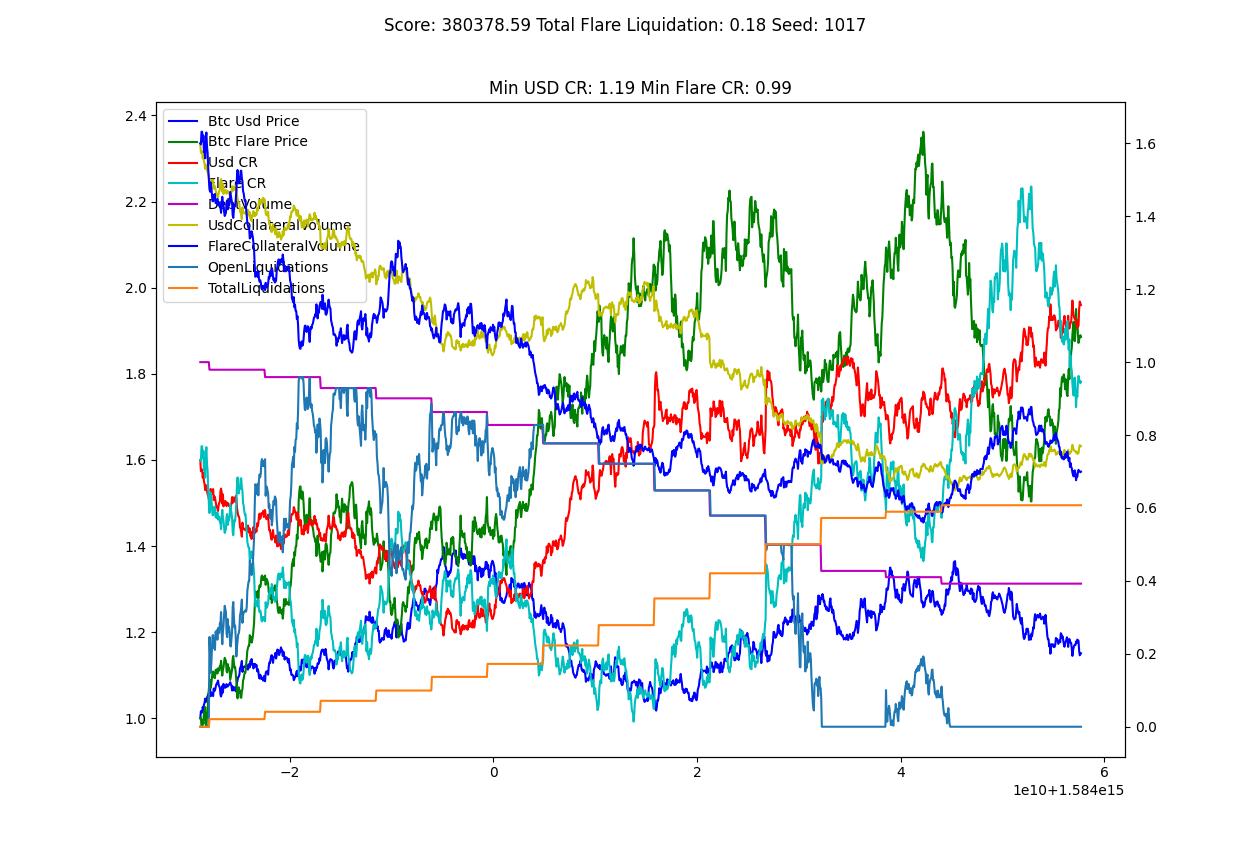 Score: 380378.59 Total Flare Liquidation: 0.18 Seed: 1017
Min USD CR: 1.19 Min Flare CR: 0.99
Btc Usd Price
Btc Flare Price
Usd CR
Flare CR
DebtVolume
UsdCollateralVolume
FlareCollateralVolume
OpenLiquidations
TotalLiquidations
2.4
2.2
2.0
1.8
1.6
1.4
1.2
1.0
1.6
1.4
1.2
1.0
0.8
0.6
0.4
0.2
0.0
−2
0
2
4
6
1e10+1.584e15